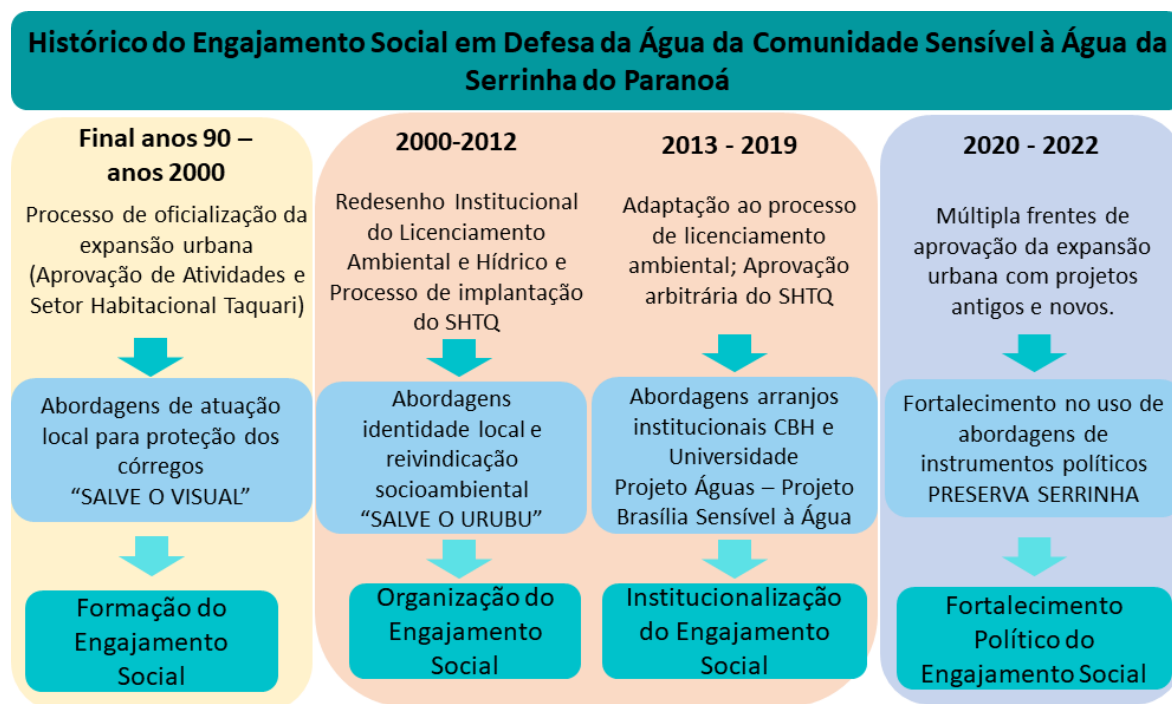 Histórico do Engajamento Social em Defesa da Água da Comunidade Sensível à Água da
Serrinha do Paranoá
Final anos 90 –
anos 2000
Processo de oficialização da
expansão urbana
(Aprovação de Atividades e
Setor Habitacional Taquari)
Abordagens de atuação
local para proteção dos
córregos
“SALVE O VISUAL”
Formação do
Engajamento
Social
2000-2012
Redesenho Institucional
do Licenciamento
Ambiental e Hídrico e
Processo de implantação
do SHTQ
Abordagens
identidade local e
reivindicação
socioambiental
“SALVE O URUBU”
Organização do
Engajamento
Social
2013 - 2019
Adaptação ao processo
de licenciamento
ambiental; Aprovação
arbitrária do SHTQ
Abordagens arranjos
institucionais CBH e
Universidade
Projeto Águas – Projeto
Brasília Sensível à Água
Institucionalização
do Engajamento
Social
2020 - 2022
Múltipla frentes de
aprovação da expansão
urbana com projetos
antigos e novos.
Fortalecimento no uso de
abordagens de
instrumentos políticos
PRESERVA SERRINHA
Fortalecimento
Político do
Engajamento Social